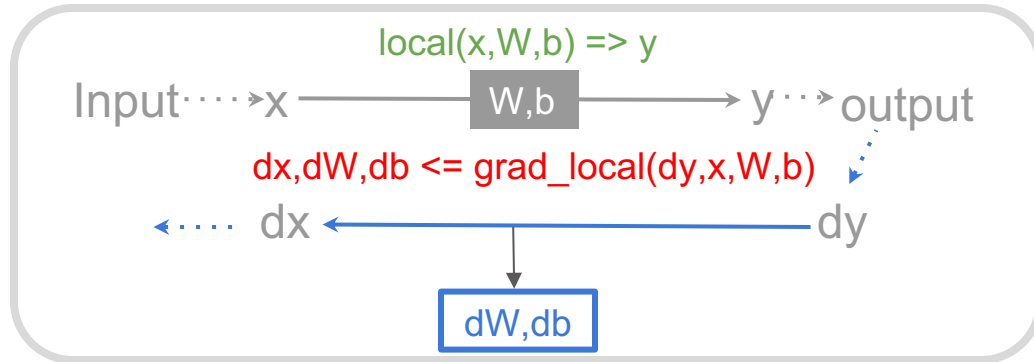 local(x,W,b) => y
Input x W,b y output
dx,dW,db <= grad_local(dy,x,W,b)
dx dy
dW,db